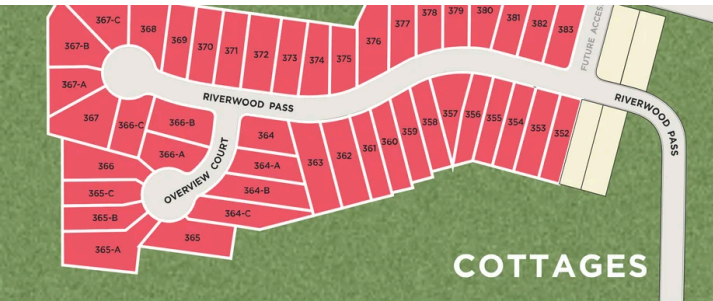 378
379
380
381
382
383
377
376
367-C
368
369
370
371
372
373
374
375
367-B
367-A
367
366-C
366-B
366-A
366
365-C
365-B
365-A
365
364
364-A
364-B
364-C
363
362
361
360
359
358
357
356
355
354
353
352
RIVERWOOD PASS
OVERVIEW COURT
FUTURE ACCES
RIVERWOOD PASS
COTTAGES